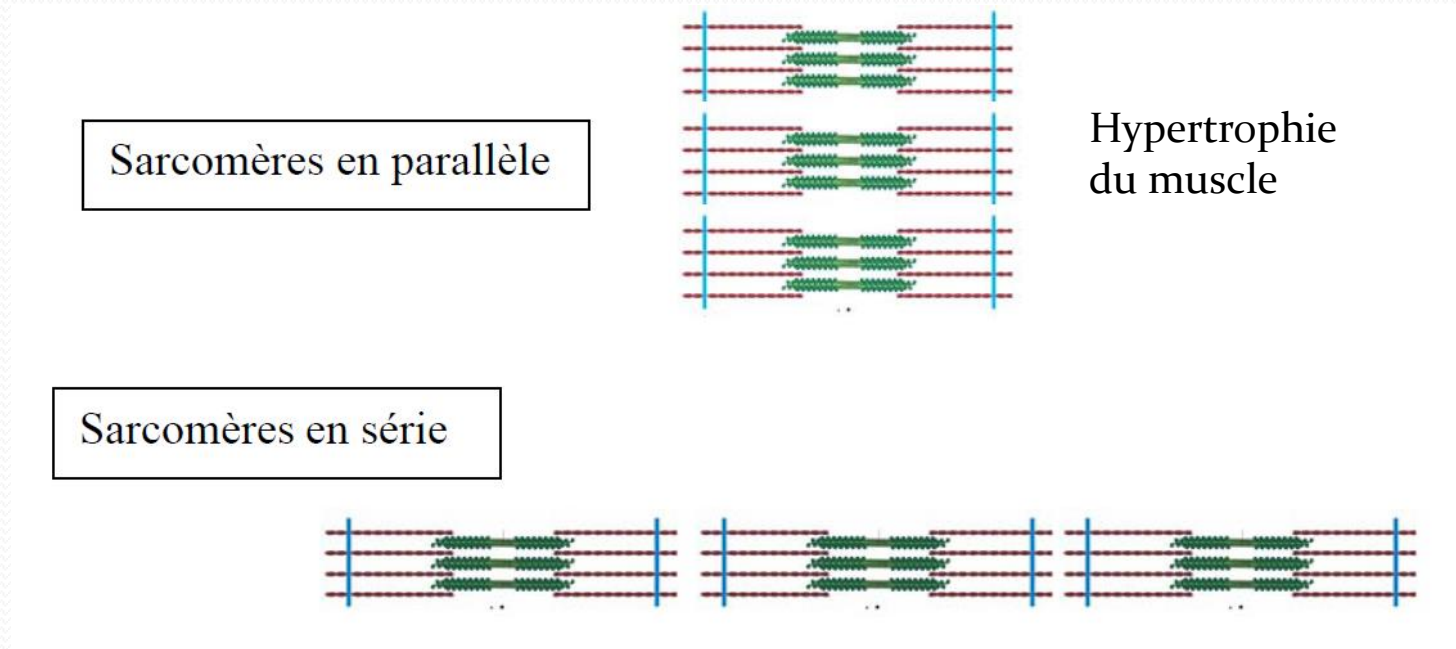 Sarcomères en parallèle
Hypertrophie
du muscle
Sarcomères en série